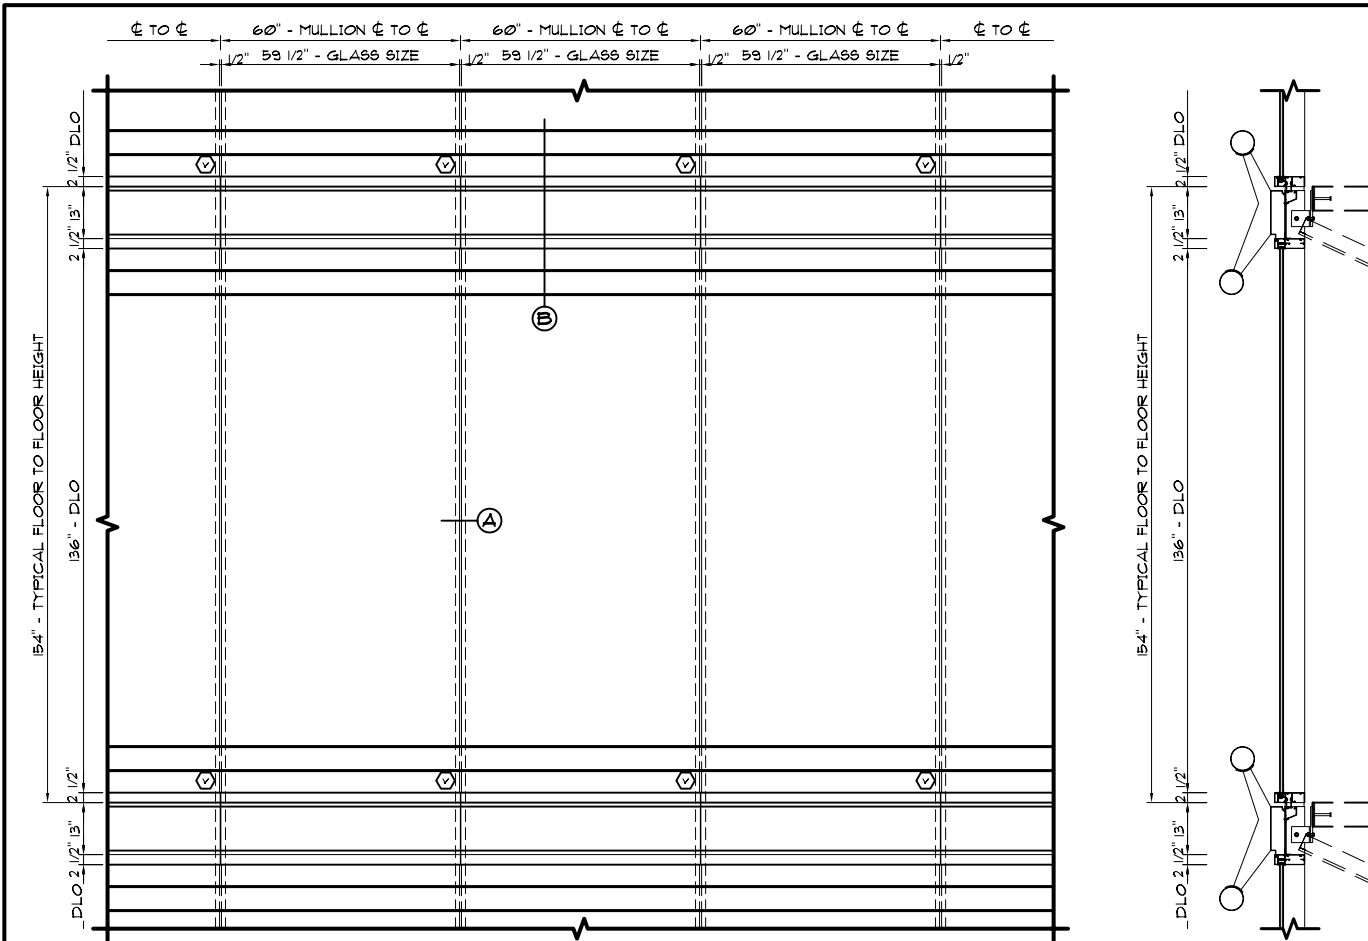 ℄ TO ℄ 60" - MULLION ℄ TO ℄ 60" - MULLION ℄ TO ℄ 60" - MULLION ℄ TO ℄ ℄ TO ℄
1/2" 59 1/2" - GLASS SIZE 1/2" 59 1/2" - GLASS SIZE 1/2" 59 1/2" - GLASS SIZE 1/2"
2 1/2" 13" 2 1/2" DLO
154" - TYPICAL FLOOR TO FLOOR HEIGHT
136" - DLO
DLO 2 1/2" 13" 2 1/2"
V V V V
B
A
V V V V
2 1/2" 13" 2 1/2" DLO
154" - TYPICAL FLOOR TO FLOOR HEIGHT
136" - DLO
DLO 2 1/2" 13" 2 1/2"